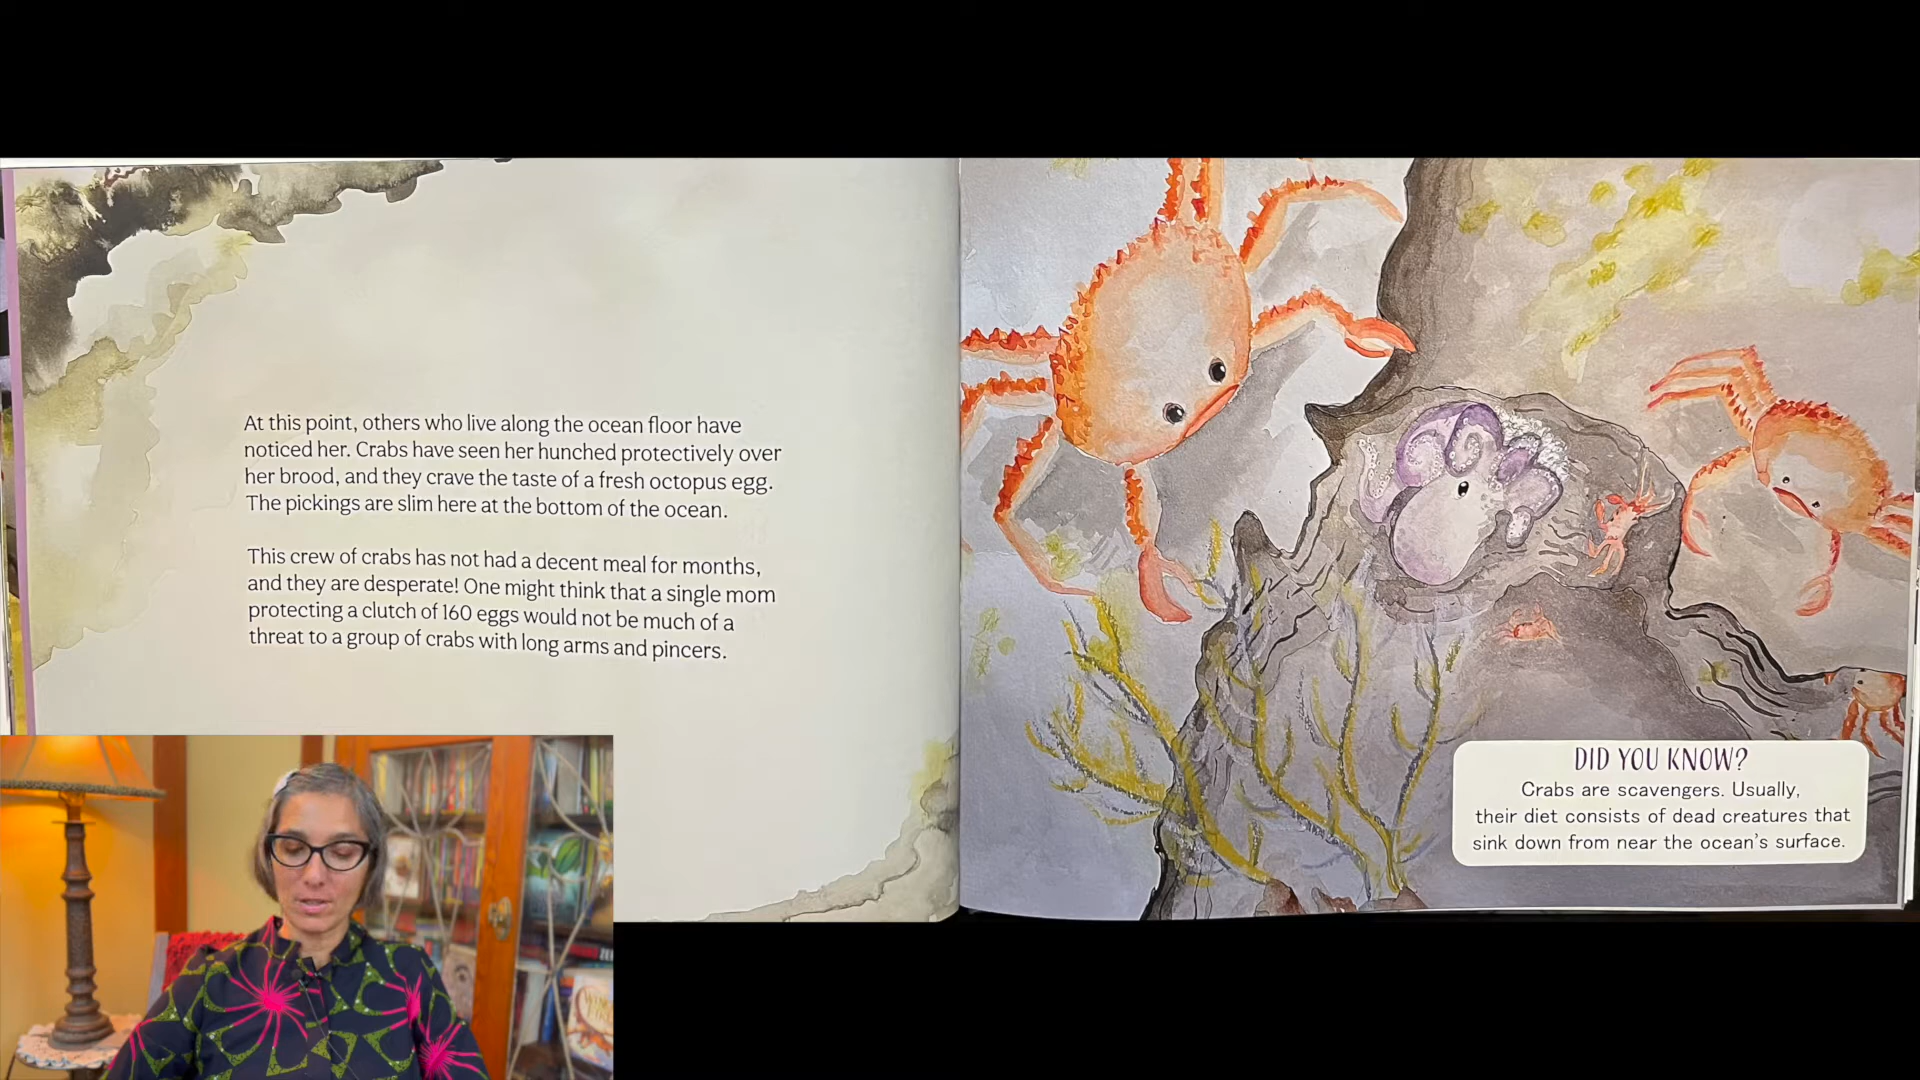 At this point, others who live along the ocean floor have
noticed her. Crabs have seen her hunched protectively over
her brood, and they crave the taste of a fresh octopus egg.
The pickings are slim here at the bottom of the ocean.
This crew of crabs has not had a decent meal for months,
and they are desperate! One might think that a single mom
protecting a clutch of 160 eggs would not be much of a
threat to a group of crabs with long arms and pincers.
DID YOU KNOW?
Crabs are scavengers. Usually,
their diet consists of dead creatures that
sink down from near the ocean's surface.